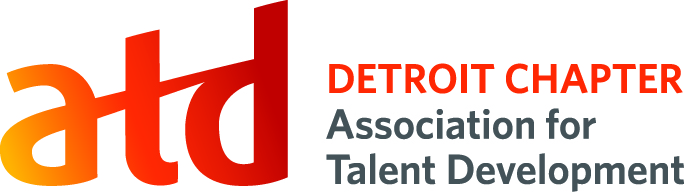 atd
DETROIT CHAPTER
Association for
Talent Development